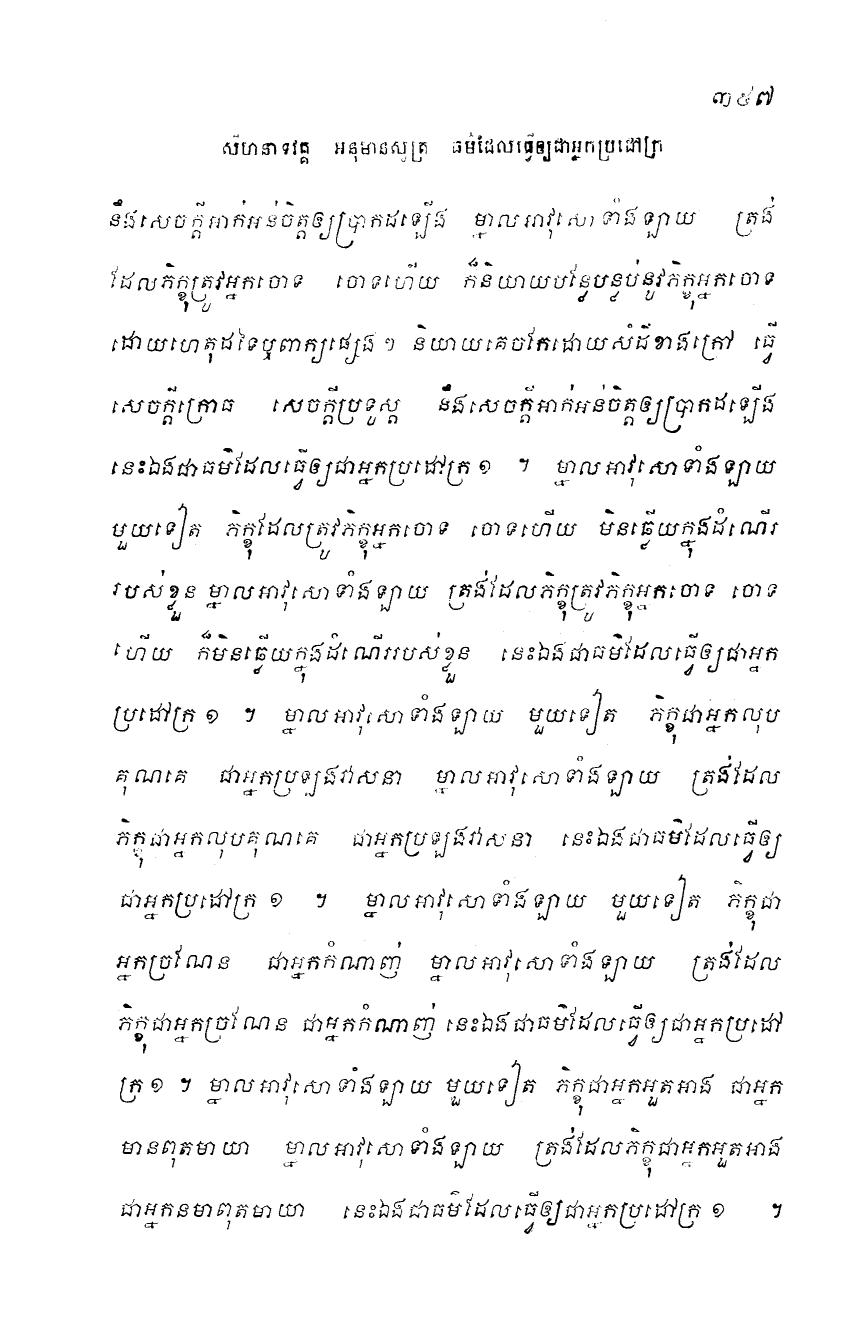 ៣៩៧
សីហនាទវគ្គ អនុមានសូត្រ ធម៌ដែលធ្វើឲ្យជាអ្នកប្រដៅក្រ
នឹងសេចក្តីអាក់អន់ចិត្តឲ្យប្រាកដឡើង ម្នាលអាវុសោទាំងឡាយ ត្រង់
ដែលភិក្ខុត្រូវអ្នកចោទ ចោទហើយ ក៏និយាយបន្លែបន្លប់នូវភិក្ខុអ្នកចោទ
ដោយហេតុដទៃឬពាក្យផ្សេងៗ និយាយគេចកែដោយសំដីខាងក្រៅ ធ្វើ
សេចក្តីក្រោធ សេចក្តីប្រទូស្ត នឹងសេចក្តីអាក់អន់ចិត្តឲ្យប្រាកដឡើង
នេះឯងជាធម៌ដែលធ្វើឲ្យជាអ្នកប្រដៅក្រ ១ ។ ម្នាលអាវុសោទាំងឡាយ
មួយទៀត ភិក្ខុដែលត្រូវភិក្ខុអ្នកចោទ ចោទហើយ មិនឆ្លើយក្នុងដំណើរ
របស់ខ្លួន ម្នាលអាវុសោទាំងឡាយ ត្រង់ដែលភិក្ខុត្រូវភិក្ខុអ្នកចោទ ចោទ
ហើយ ក៏មិនឆ្លើយក្នុងដំណើររបស់ខ្លួន នេះឯងជាធម៌ដែលធ្វើឲ្យជាអ្នក
ប្រដៅក្រ ១ ។ ម្នាលអាវុសោទាំងឡាយ មួយទៀត ភិក្ខុជាអ្នកលុប
គុណគេ ជាអ្នកប្រឡងវាសនា ម្នាលអាវុសោទាំងឡាយ ត្រង់ដែល
ភិក្ខុជាអ្នកលុបគុណគេ ជាអ្នកប្រឡងវាសនា នេះឯងជាធម៌ដែលធ្វើឲ្យ
ជាអ្នកប្រដៅក្រ ១ ។ ម្នាលអាវុសោទាំងឡាយ មួយទៀត ភិក្ខុជា
អ្នកច្រណែន ជាអ្នកកំណាញ់ ម្នាលអាវុសោទាំងឡាយ ត្រង់ដែល
ភិក្ខុជាអ្នកច្រណែន ជាអ្នកកំណាញ់ នេះឯងជាធម៌ដែលធ្វើឲ្យជាអ្នកប្រដៅ
ក្រ ១ ។ ម្នាលអាវុសោទាំងឡាយ មួយទៀត ភិក្ខុជាអ្នកអួតអាង ជាអ្នក
មានពុតមាយា ម្នាលអាវុសោទាំងឡាយ ត្រង់ដែលភិក្ខុជាអ្នកអួតអាង
ជាអ្នកនមាពុតមាយា នេះឯងជាធម៌ដែលធ្វើឲ្យជាអ្នកប្រដៅក្រ ១ ។